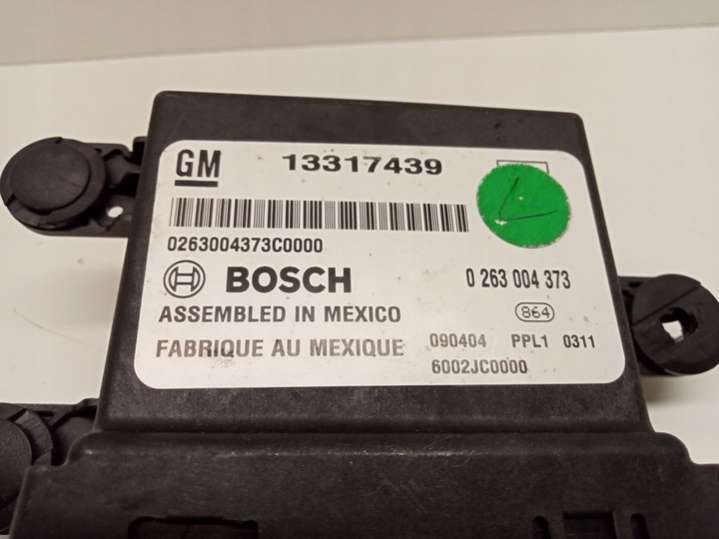 GM 13317439
0263004373C0000
BOSCH 0 263 004 373
ASSEMBLED IN MEXICO 864
FABRIQUE AU MEXIQUE 090404 PPL1 0311
6002JC0000